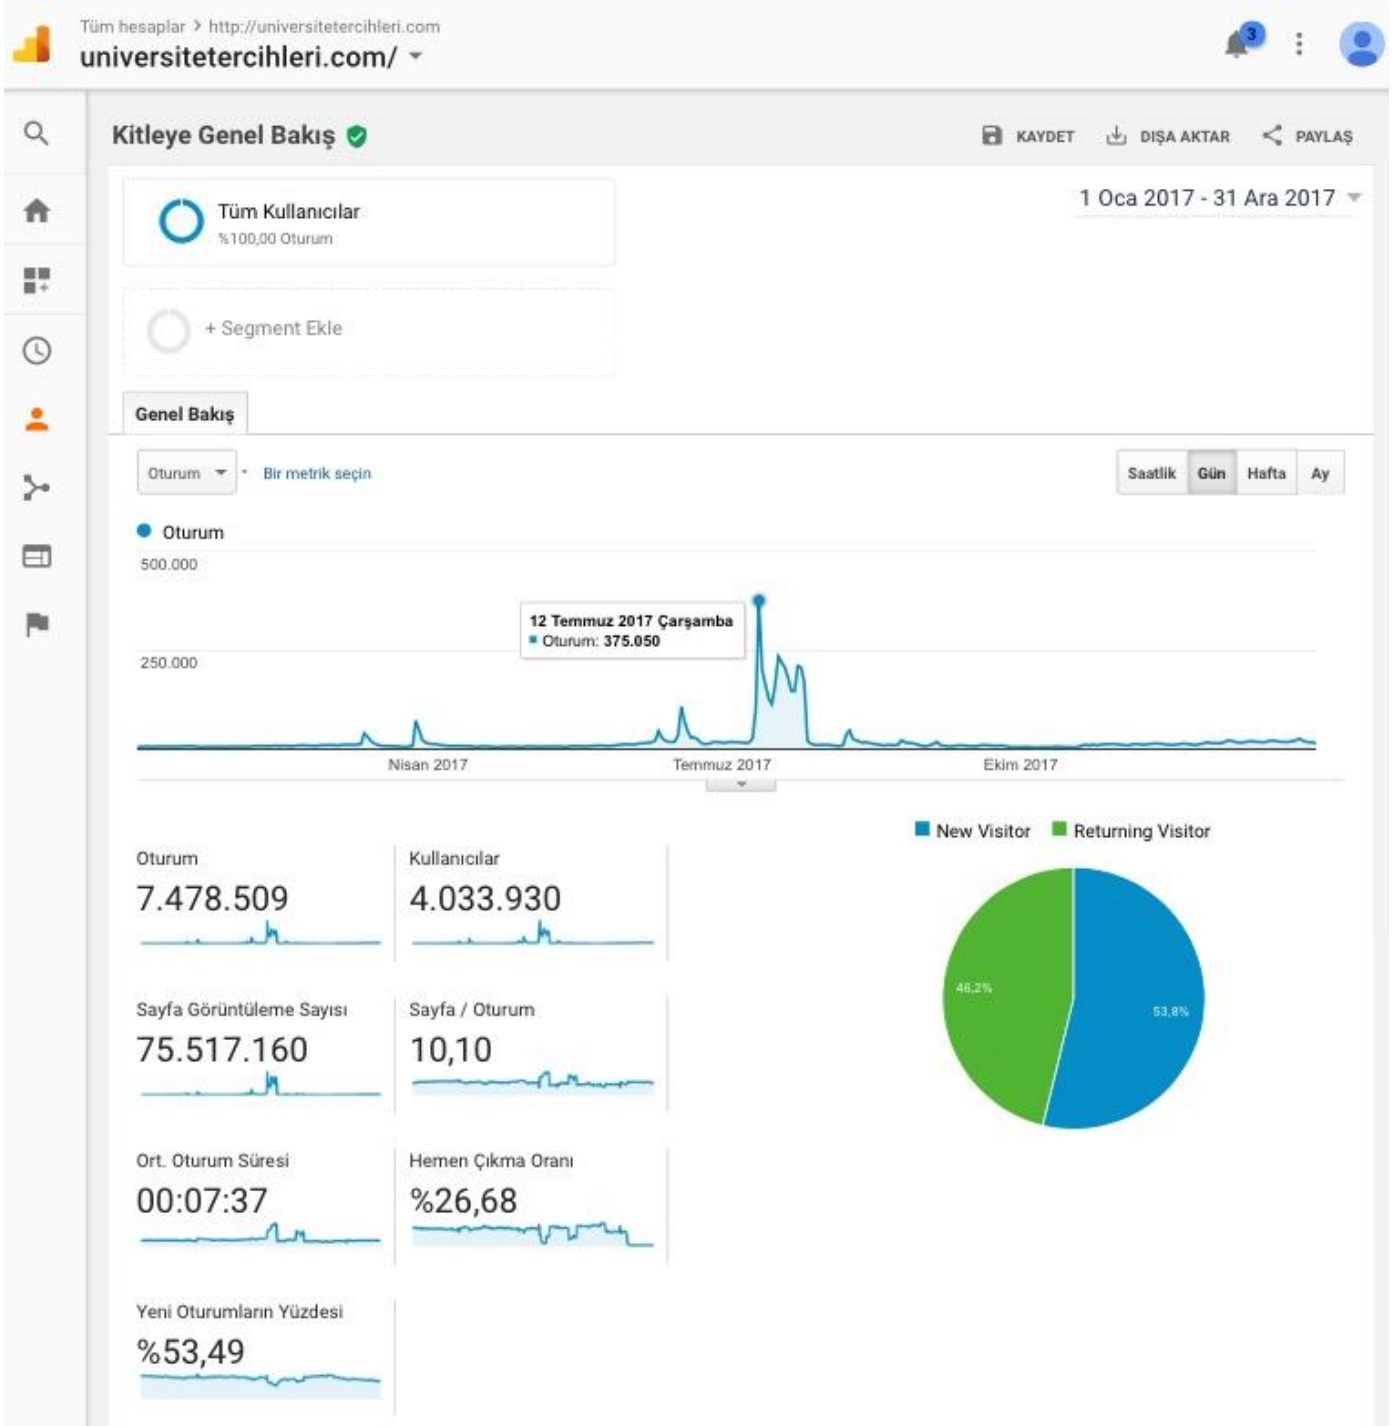 Tüm hesaplar > http://universitetercihleri.com
universitetercihleri.com/
3
Kitleye Genel Bakış
KAYDET
DIŞA AKTAR
PAYLAŞ
Tüm Kullanıcılar
%100,00 Oturum
1 Oca 2017 - 31 Ara 2017
+ Segment Ekle
Genel Bakış
Oturum
Bir metrik seçin
Saatlik
Gün
Hafta
Ay
Oturum
500.000
12 Temmuz 2017 Çarşamba
Oturum: 375.050
250.000
Nisan 2017
Temmuz 2017
Ekim 2017
New Visitor
Returning Visitor
Oturum
7.478.509
Kullanıcılar
4.033.930
Sayfa Görüntüleme Sayısı
75.517.160
Sayfa / Oturum
10,10
46,2%
53,8%
Ort. Oturum Süresi
00:07:37
Hemen Çıkma Oranı
%26,68
Yeni Oturumların Yüzdesi
%53,49